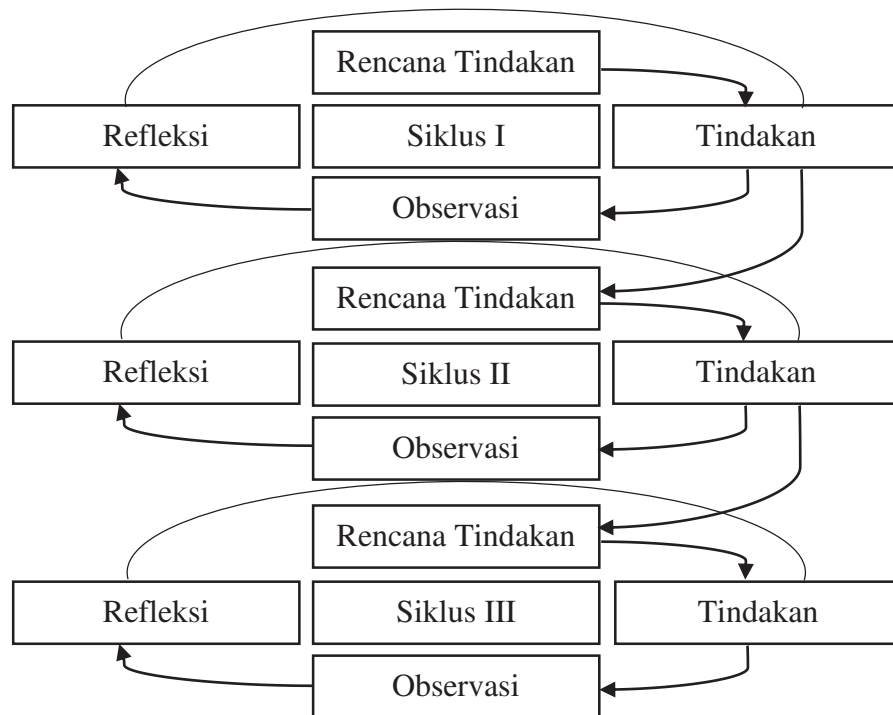 Rencana Tindakan
Refleksi
Siklus I
Tindakan
Observasi
Rencana Tindakan
Refleksi
Siklus II
Tindakan
Observasi
Rencana Tindakan
Refleksi
Siklus III
Tindakan
Observasi